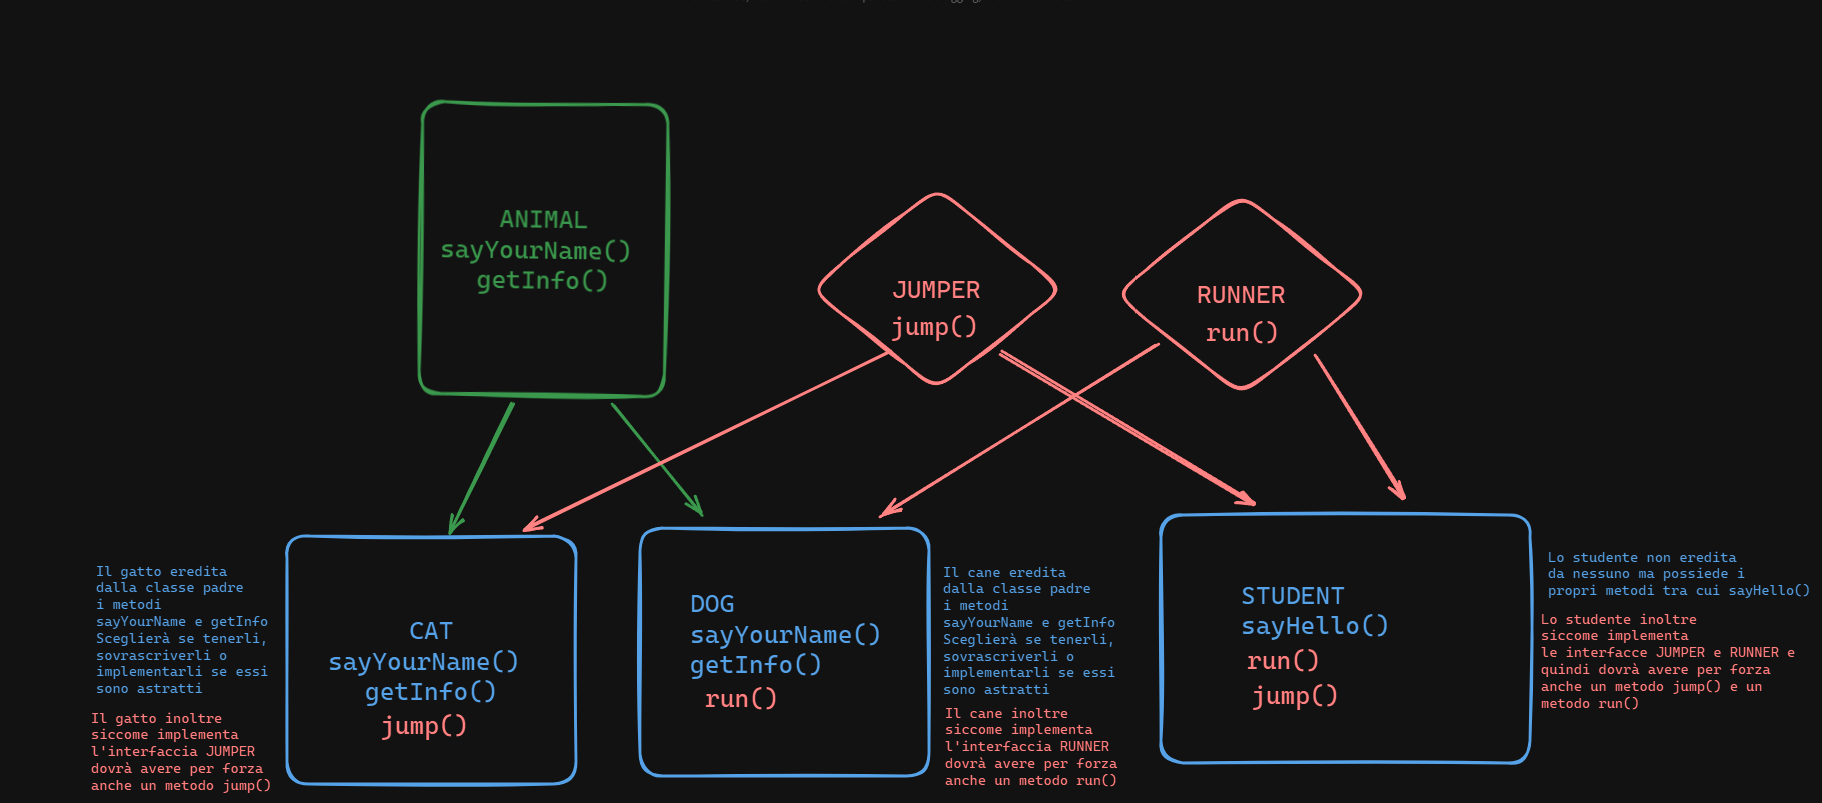 ANIMAL
sayYourName()
getInfo()
JUMPER
jump()
RUNNER
run()
Il gatto eredita
dalla classe padre
i metodi
sayYourName e getInfo
Sceglierà se tenerli,
sovrascriverli o
implementarli se essi
sono astratti
Il gatto inoltre
siccome implementa
l'interfaccia JUMPER
dovrà avere per forza
anche un metodo jump()
CAT
sayYourName()
getInfo()
jump()
DOG
sayYourName()
getInfo()
run()
Il cane eredita
dalla classe padre
i metodi
sayYourName e getInfo
Sceglierà se tenerli,
sovrascriverli o
implementarli se essi
sono astratti
Il cane inoltre
siccome implementa
l'interfaccia RUNNER
dovrà avere per forza
anche un metodo run()
STUDENT
sayHello()
run()
jump()
Lo studente non eredita
da nessuno ma possiede i
propri metodi tra cui sayHello()
Lo studente inoltre
siccome implementa
le interfacce JUMPER e RUNNER e
quindi dovrà avere per forza
anche un metodo jump() e un
metodo run()